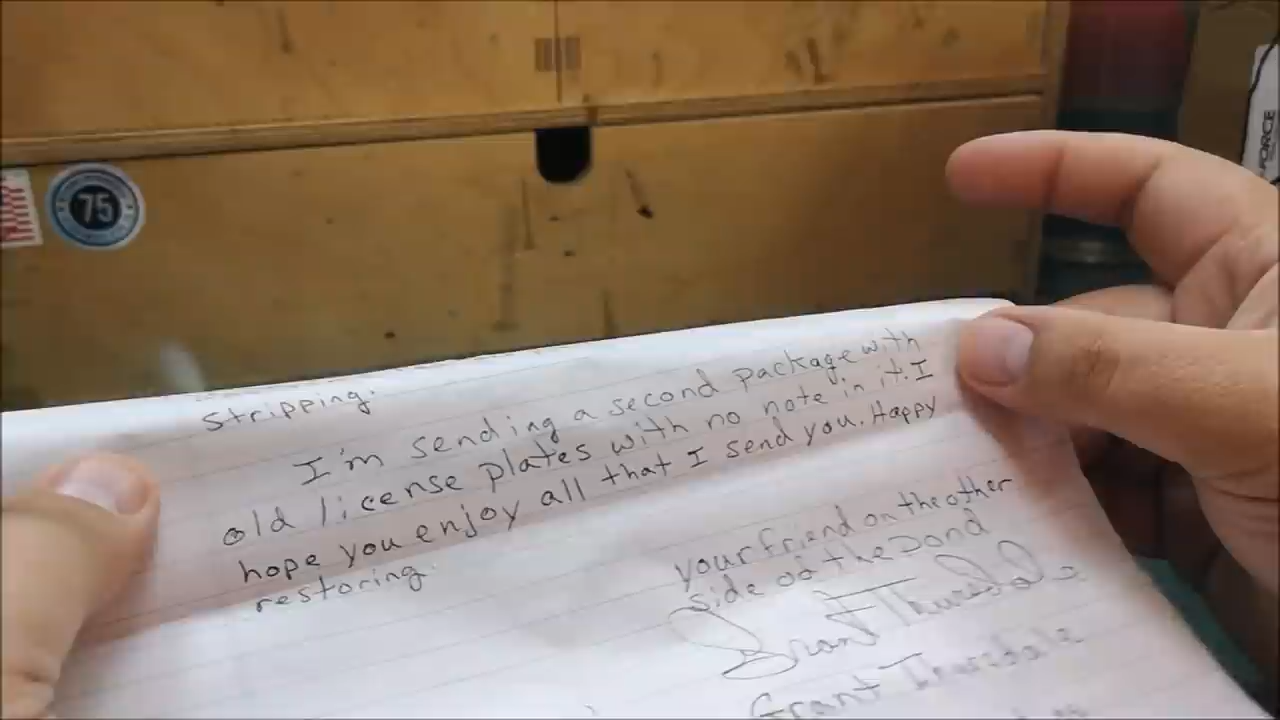 stripping.
I'm sending a second package with
old license plates with no note in it. I
hope you enjoy all that I send you. Happy
restoring.
your friend on the other
side of the pond
Grant Thursdale
75
FORCE